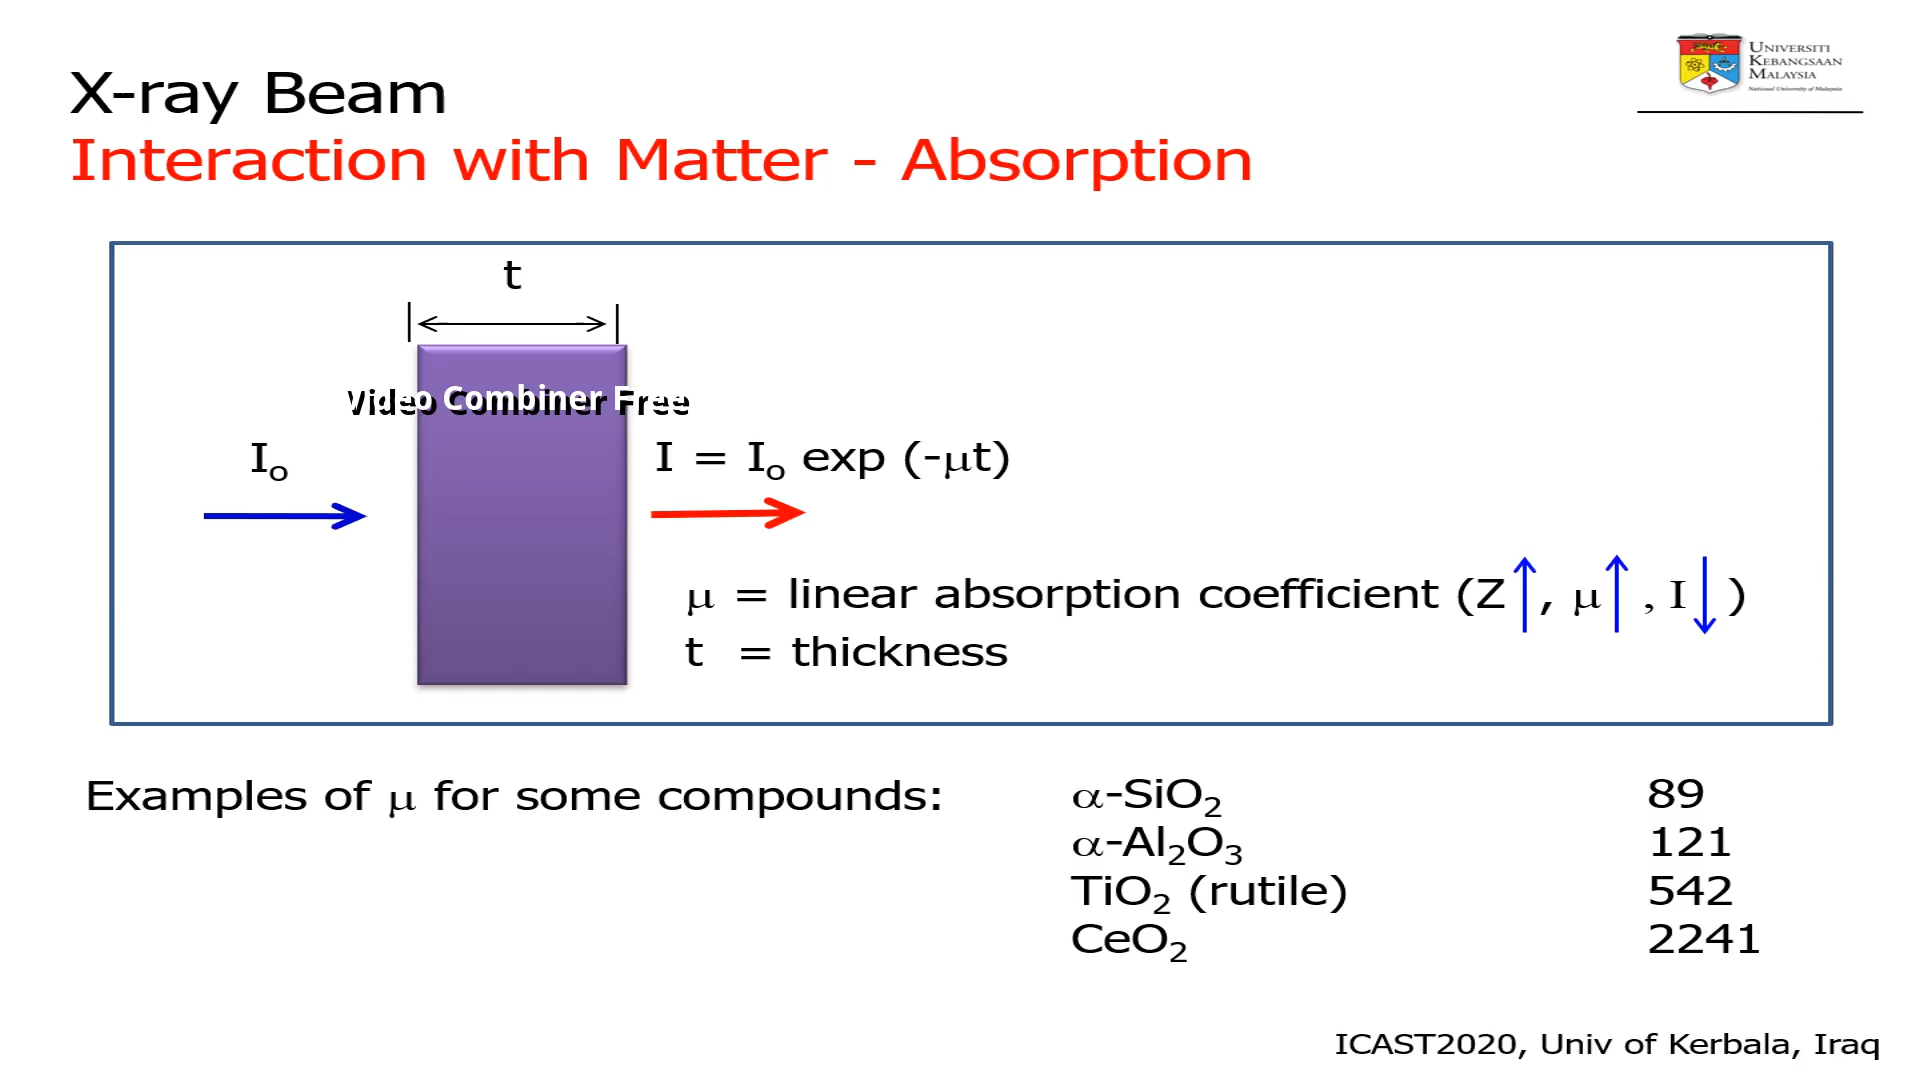 X-ray Beam
Interaction with Matter - Absorption
UNIVERSITI
KEBANGSAAN
MALAYSIA
National University of Malaysia
t
Video Combiner Free
Iₒ
I = Iₒ exp (-μt)
μ = linear absorption coefficient (Z↑, μ↑ , I↓ )
t = thickness
Examples of μ for some compounds:
α-SiO₂ 89
α-Al₂O₃ 121
TiO₂ (rutile) 542
CeO₂ 2241
ICAST2020, Univ of Kerbala, Iraq